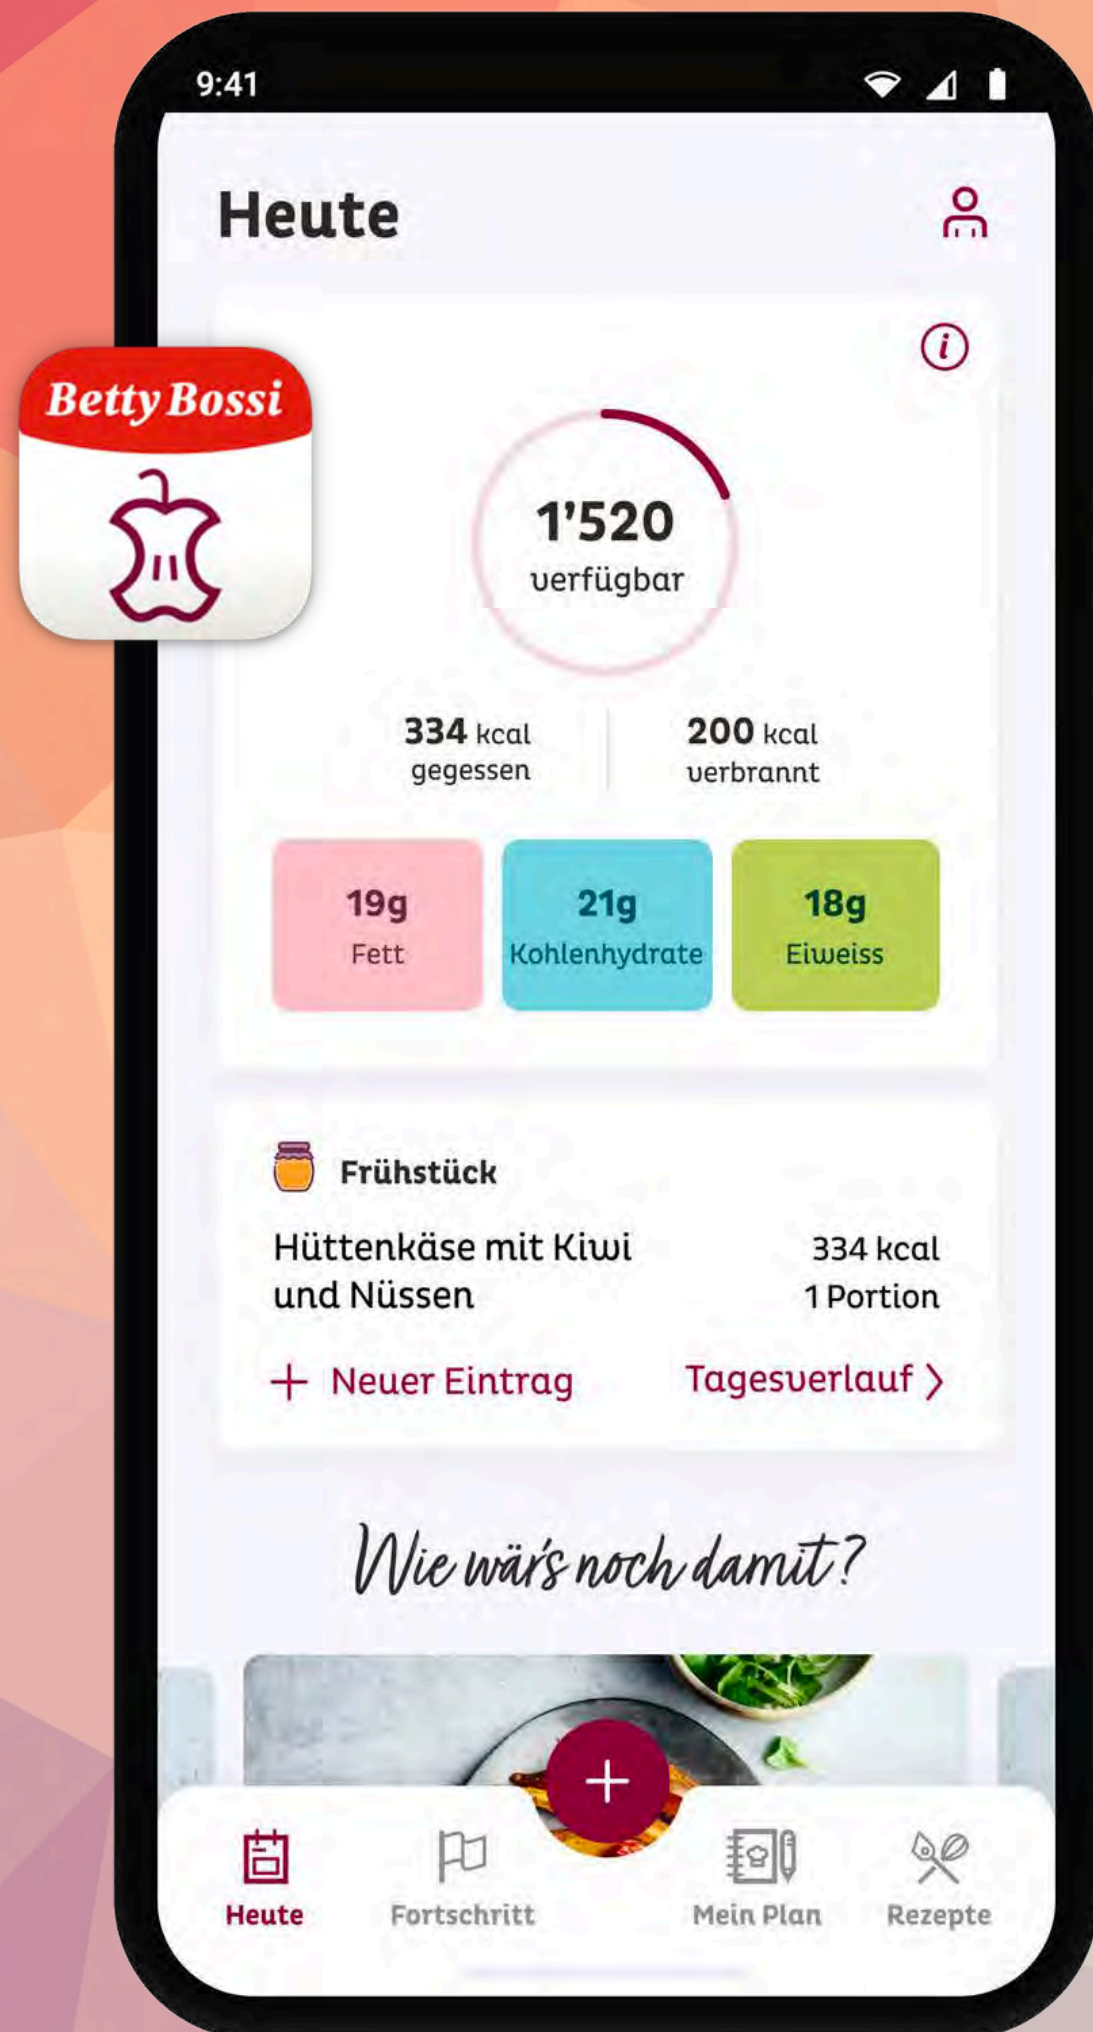 9:41
Heute
Betty Bossi
1’520
verfügbar
334 kcal
gegessen
200 kcal
verbrannt
19g
Fett
21g
Kohlenhydrate
18g
Eiweiss
Frühstück
Hüttenkäse mit Kiwi
und Nüssen
334 kcal
1 Portion
+ Neuer Eintrag
Tagesverlauf >
Wie wär's noch damit?
Heute
Fortschritt
Mein Plan
Rezepte